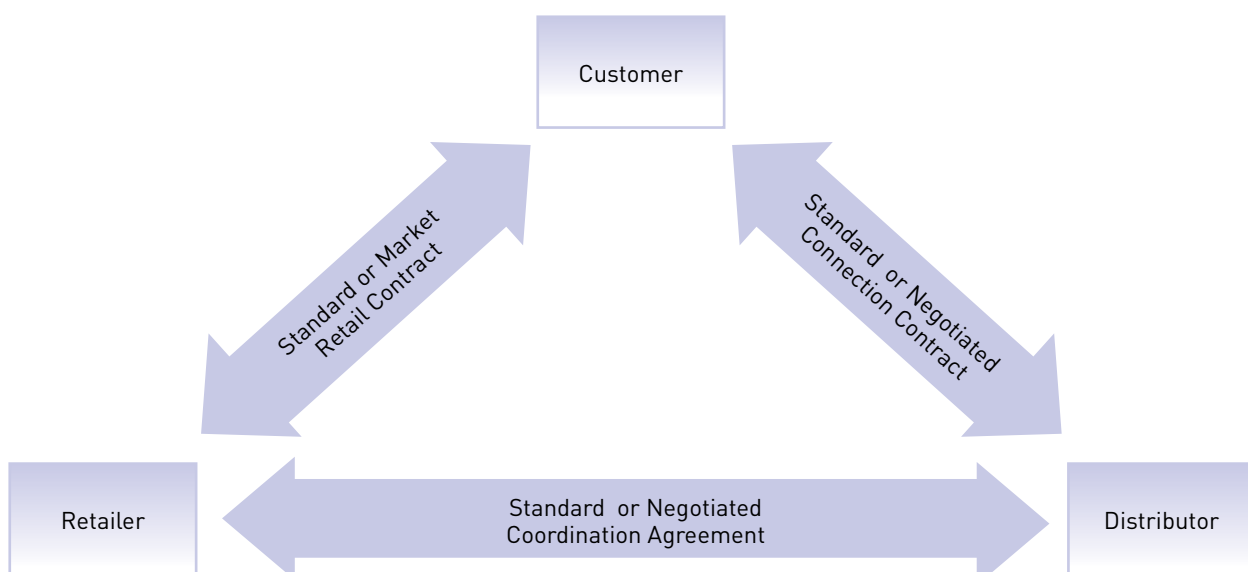 Customer
Standard or Market
Retail Contract
Standard or Negotiated
Connection Contract
Retailer
Standard or Negotiated
Coordination Agreement
Distributor